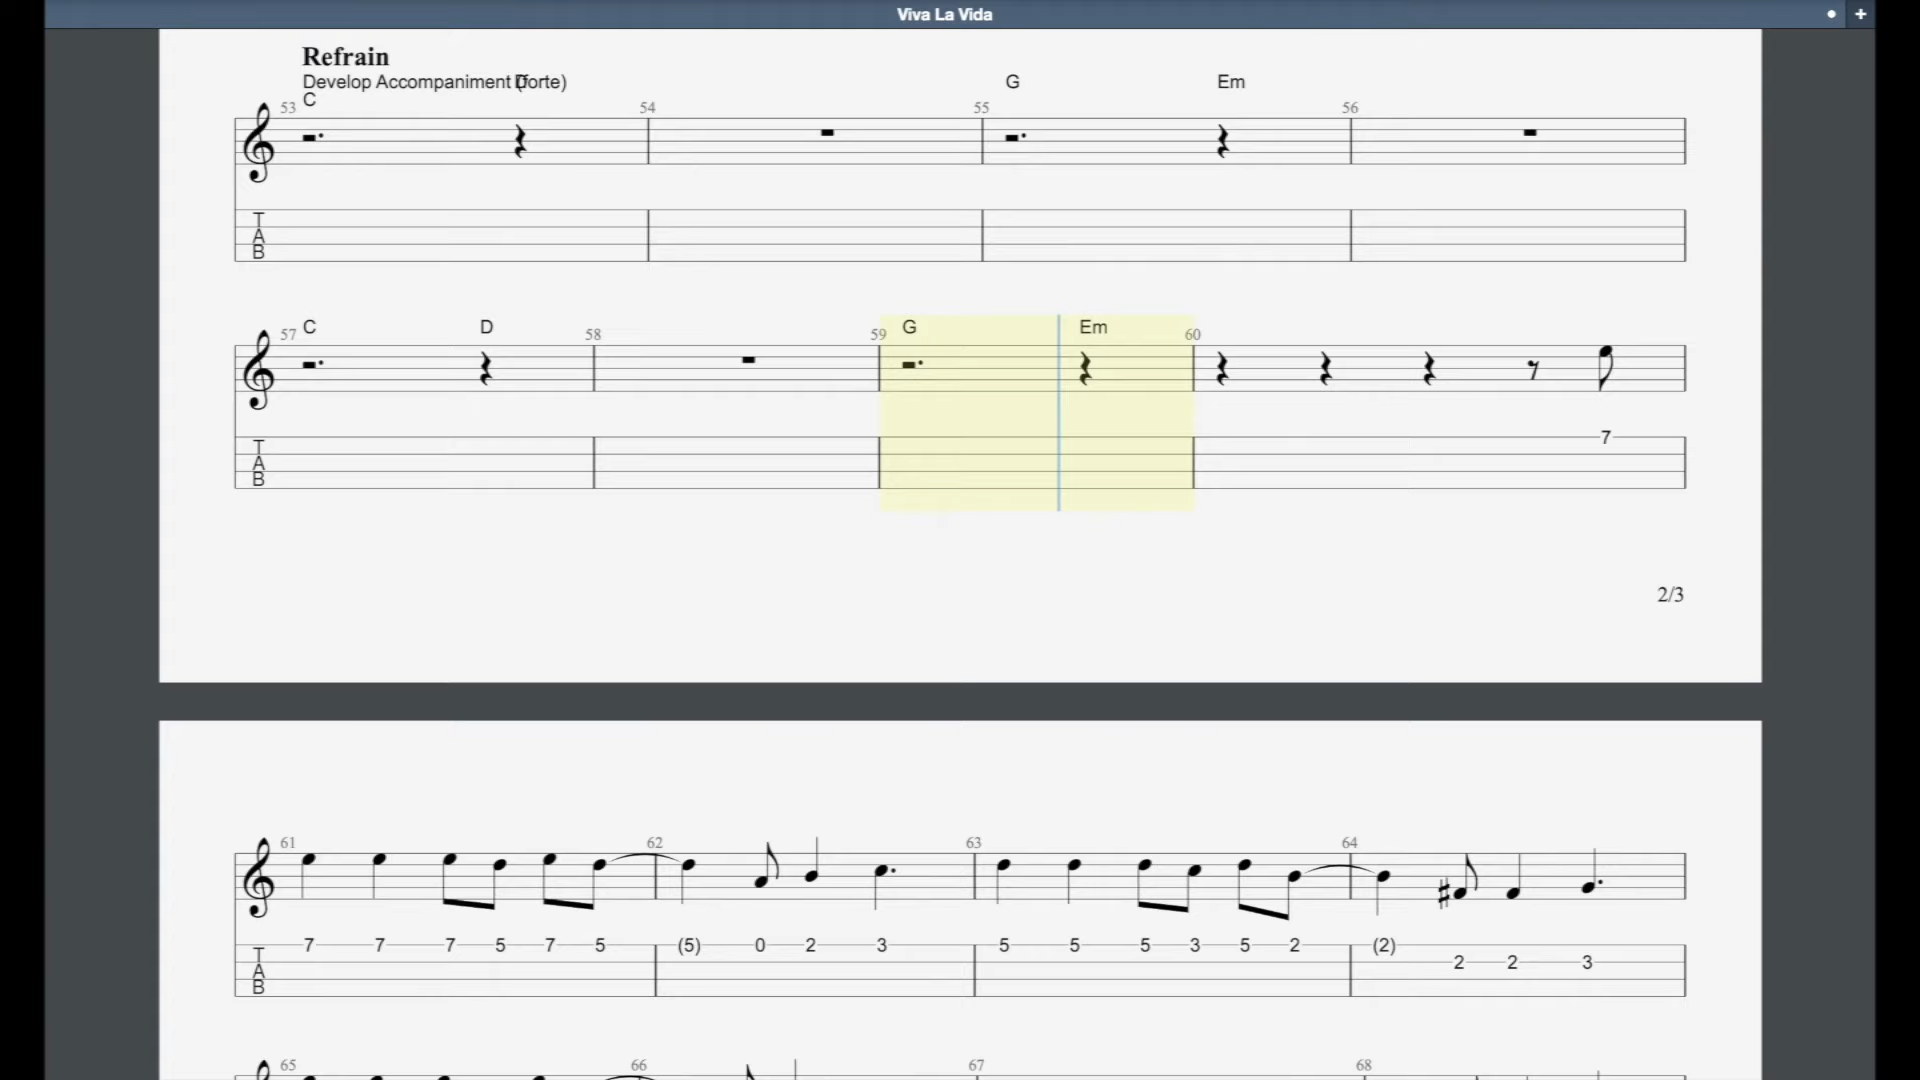 Viva La Vida
Refrain
Develop Accompaniment (forte)
D
C
G
Em
53
54
55
56
T
A
B
57
C
D
58
59
G
Em
60
T
A
B
7
2/3
61
62
63
64
T
A
B
7 7 7 5 7 5 (5) 0 2 3 5 5 5 3 5 2 (2)
2 2 3
65
66
67
68